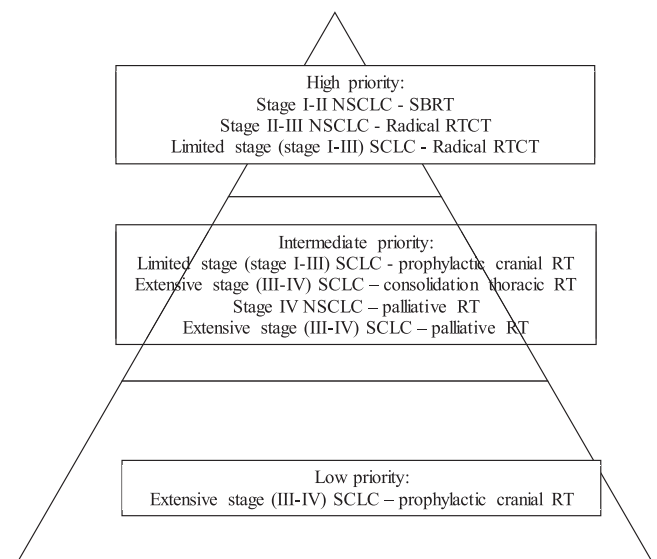 High priority:
Stage I-II NSCLC - SBRT
Stage II-III NSCLC - Radical RTCT
Limited stage (stage I-III) SCLC - Radical RTCT
Intermediate priority:
Limited stage (stage I-III) SCLC - prophylactic cranial RT
Extensive stage (III-IV) SCLC – consolidation thoracic RT
Stage IV NSCLC – palliative RT
Extensive stage (III-IV) SCLC – palliative RT
Low priority:
Extensive stage (III-IV) SCLC – prophylactic cranial RT